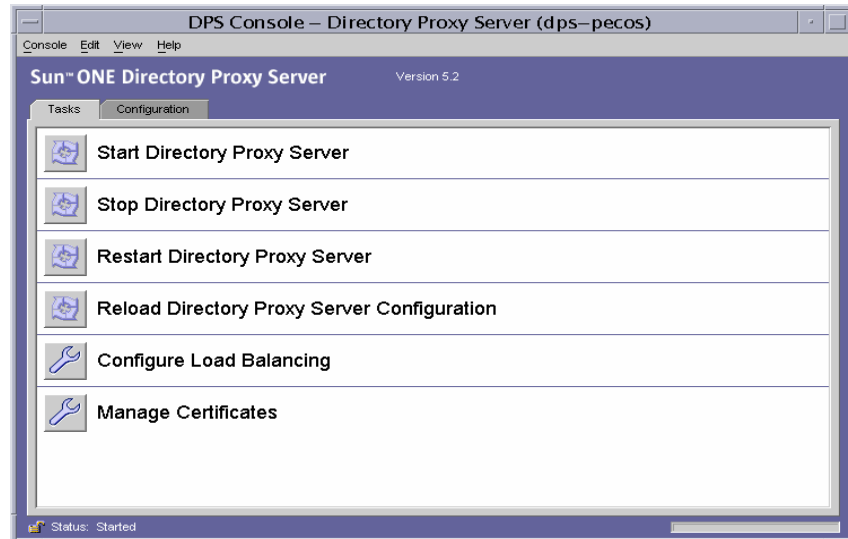 DPS Console – Directory Proxy Server (dps–pecos)
Console Edit View Help
Sun™ ONE Directory Proxy Server Version 5.2
Tasks Configuration
Start Directory Proxy Server
Stop Directory Proxy Server
Restart Directory Proxy Server
Reload Directory Proxy Server Configuration
Configure Load Balancing
Manage Certificates
Status: Started